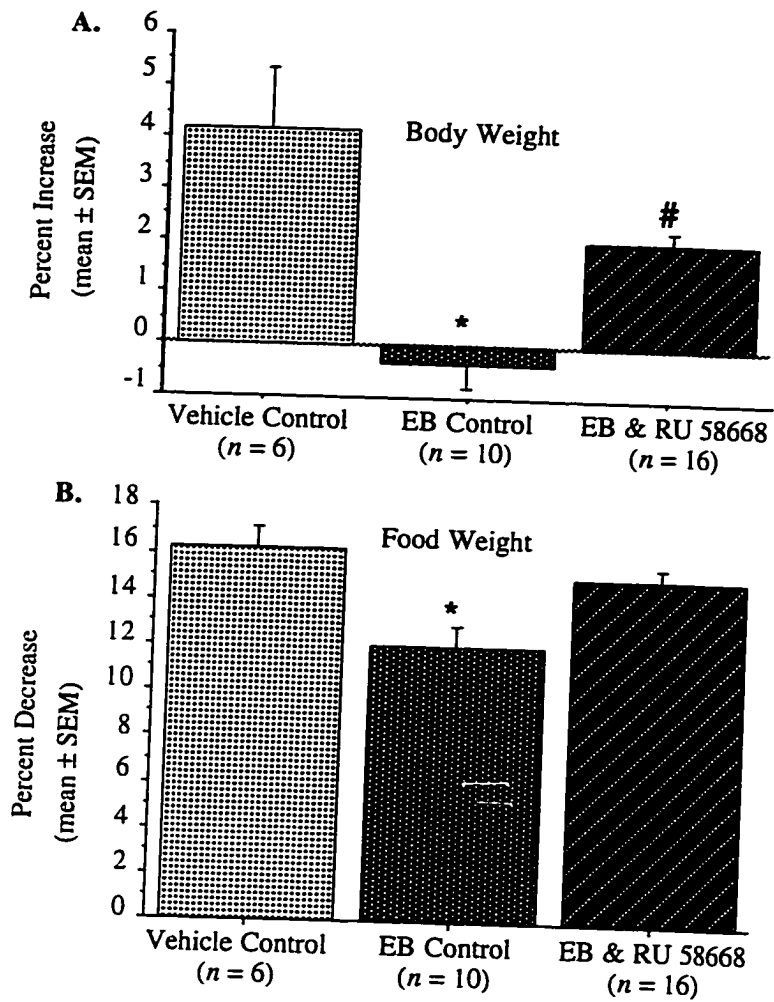 A.
6
5
4
3
2
1
0
-1
Percent Increase
(mean ± SEM)
Body Weight
*
#
Vehicle Control
(n = 6)
EB Control
(n = 10)
EB & RU 58668
(n = 16)
B.
18
16
14
12
10
8
6
4
2
0
Percent Decrease
(mean ± SEM)
Food Weight
*
Vehicle Control
(n = 6)
EB Control
(n = 10)
EB & RU 58668
(n = 16)